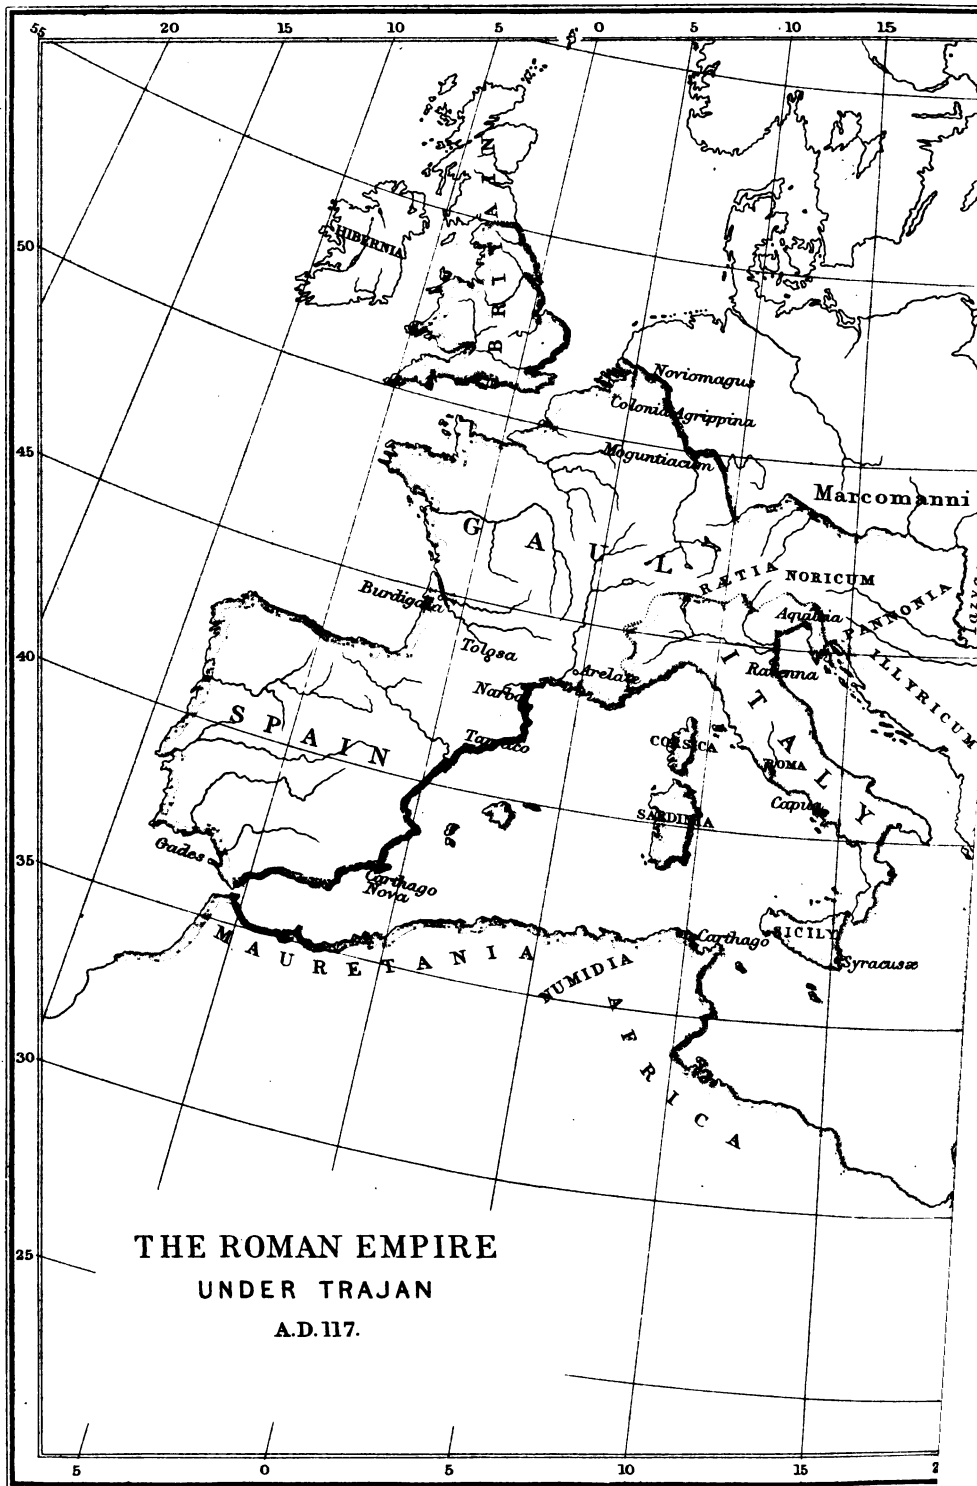 55 20 15 10 5 0 5 10 15
50
45
40
35
30
25
5 0 5 10 15 2
HIBERNIA
BRITAIN
Noviomagus
Colonia Agrippina
Moguntiacum
Marcomanni
GAUL
RÆTIA
NORICUM
PANNONIA
ILLYRICUM
Burdigala
Tolosa
Narbo
Arelate
Aquileia
Ravenna
ITALY
SPAIN
Tarraco
CORSICA
ROMA
SARDINIA
Capua
Gades
Carthago
Nova
MAURETANIA
NUMIDIA
Carthago
SICILY
Syracusæ
AFRICA
THE ROMAN EMPIRE
UNDER TRAJAN
A.D. 117.